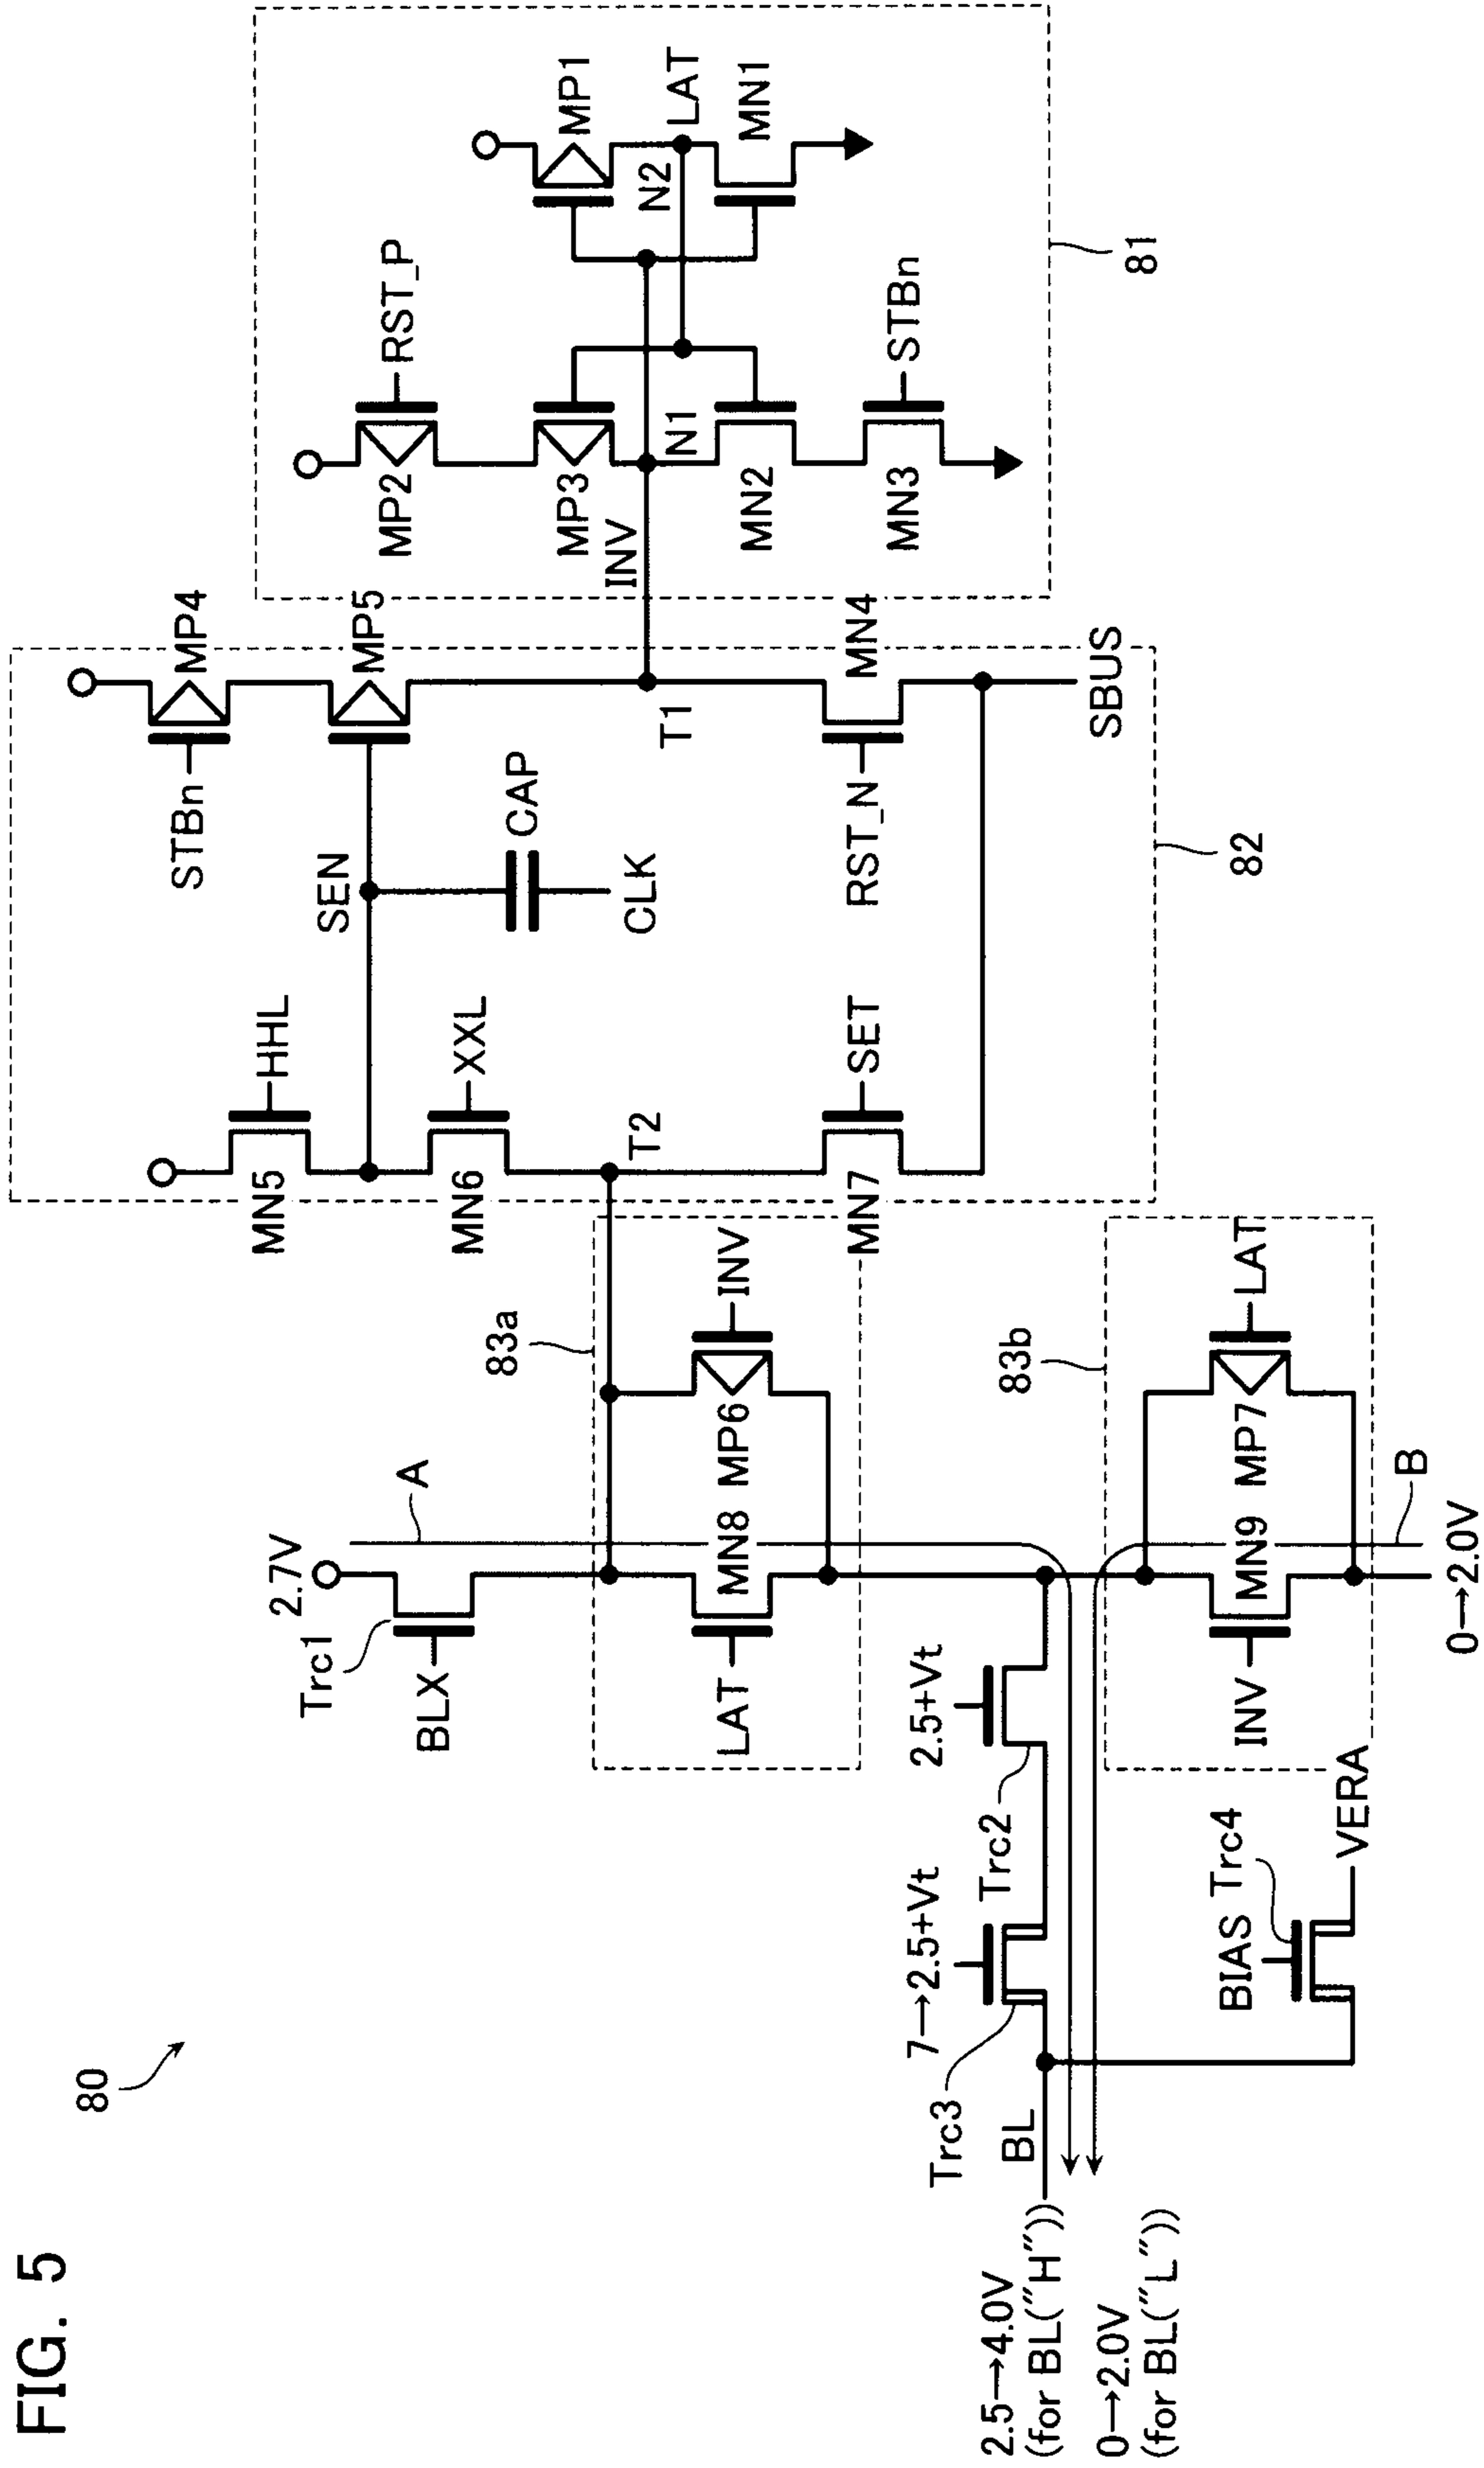 FIG. 5
80
2.7V
Trc1
BLX
A
83a
LAT
MN8
MP6
INV
T2
MN5
HHL
MN6
XXL
MN7
SET
SEN
CAP
CLK
STBn
MP4
MP5
T1
RST_N
MN4
SBUS
82
INV
MP2
RST_P
MP3
N1
MN2
MN3
STBn
N2
LAT
MP1
MN1
81
2.5→4.0V
(for BL("H"))
0→2.0V
(for BL("L"))
BL
Trc3
7→2.5+Vt
Trc2
2.5+Vt
BIAS
Trc4
VERA
83b
INV
MN9
MP7
LAT
B
0→2.0V